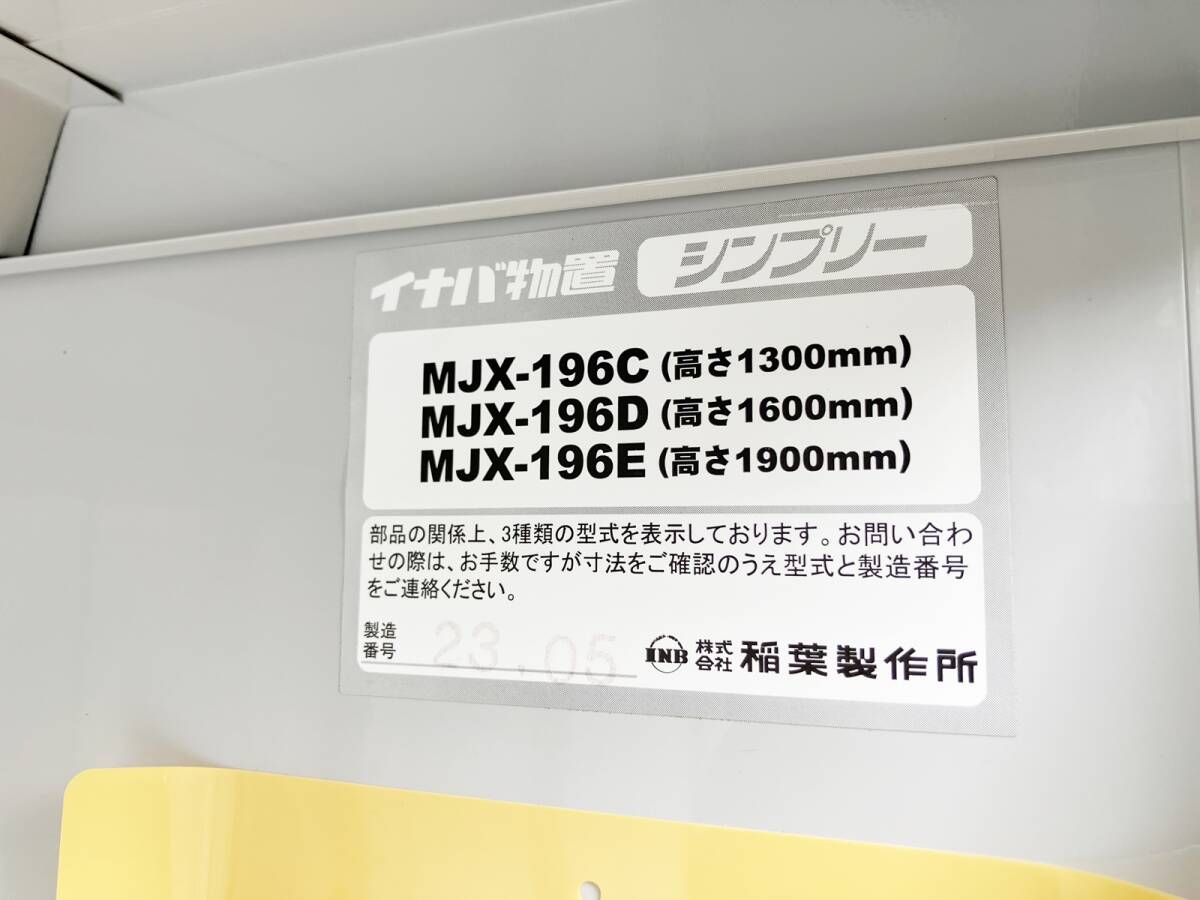 イナバ物置 シンプリー
MJX-196C (高さ1300mm)
MJX-196D (高さ1600mm)
MJX-196E (高さ1900mm)
部品の関係上、3種類の型式を表示しております。お問い合わ
せの際は、お手数ですが寸法をご確認のうえ型式と製造番号
をご連絡ください。
製造
番号 23.05 INB 株式会社 稲葉製作所